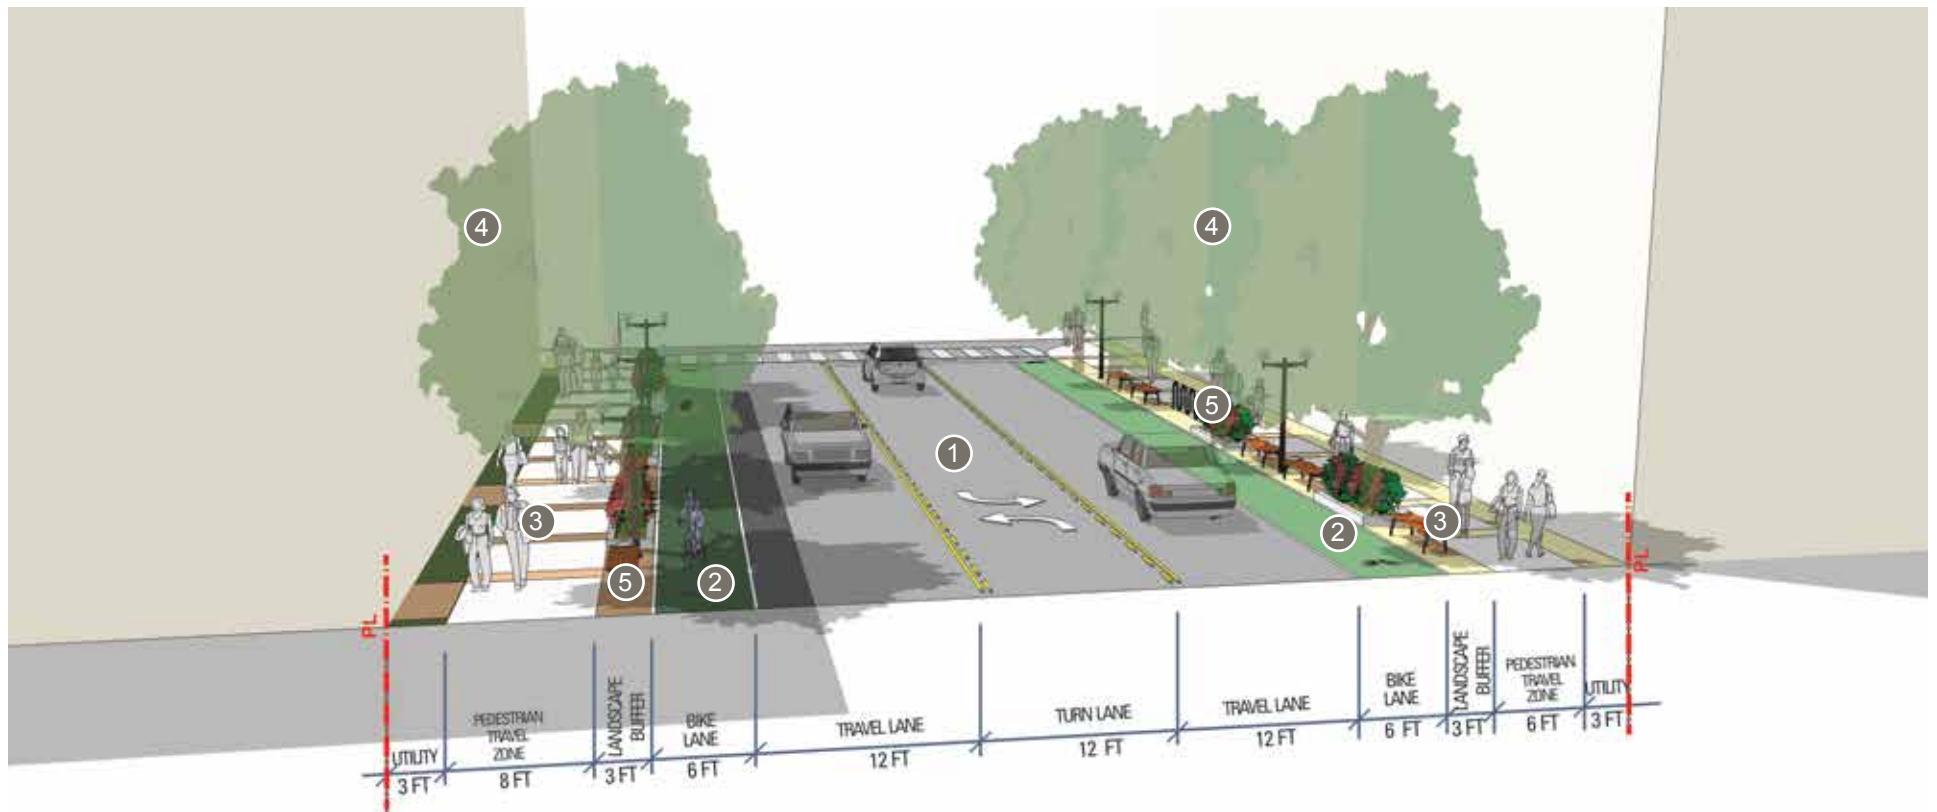 4
4
5
1
3
3
2
5
2
PL
PL
UTILITY
3 FT
PEDESTRIAN
TRAVEL
ZONE
8 FT
LANDSCAPE
BUFFER
3 FT
BIKE
LANE
6 FT
TRAVEL LANE
12 FT
TURN LANE
12 FT
TRAVEL LANE
12 FT
BIKE
LANE
6 FT
LANDSCAPE
BUFFER
3 FT
PEDESTRIAN
TRAVEL
ZONE
6 FT
UTILITY
3 FT